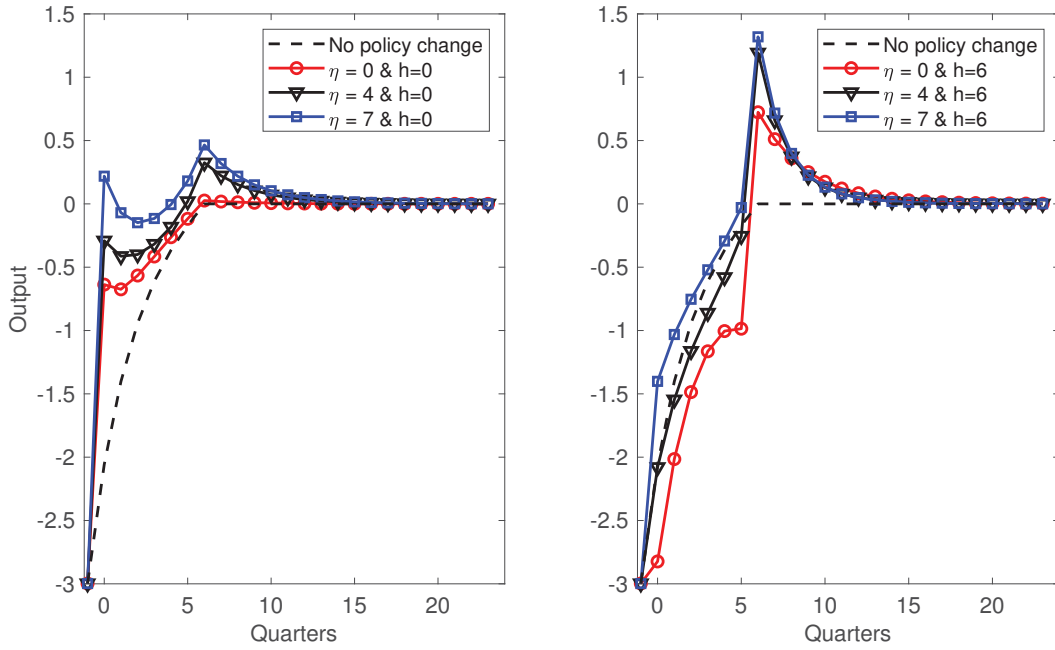 1.5
1
0.5
0
-0.5
-1
-1.5
-2
-2.5
-3
Output
0 5 10 15 20
Quarters
No policy change
η = 0 & h=0
η = 4 & h=0
η = 7 & h=0
1.5
1
0.5
0
-0.5
-1
-1.5
-2
-2.5
-3
0 5 10 15 20
Quarters
No policy change
η = 0 & h=6
η = 4 & h=6
η = 7 & h=6